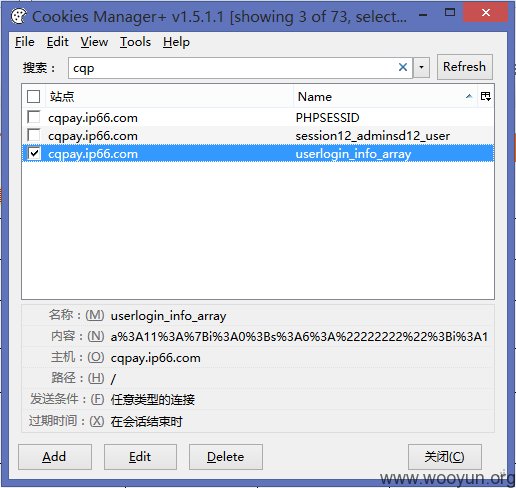 Cookies Manager+ v1.5.1.1 [showing 3 of 73, selec...
File Edit View Tools Help
搜索： cqp Refresh
站点 Name
cqpay.ip66.com PHPSESSID
cqpay.ip66.com session12_adminsd12_user
cqpay.ip66.com userlogin_info_array
名称：(M) userlogin_info_array
内容：(N) a%3A11%3A%7Bi%3A0%3Bs%3A6%3A%22222222%22%3Bi%3A1
主机：(O) cqpay.ip66.com
路径：(H) /
发送条件：(F) 任意类型的连接
过期时间：(X) 在会话结束时
Add Edit Delete 关闭(C)
www.wooyun.org